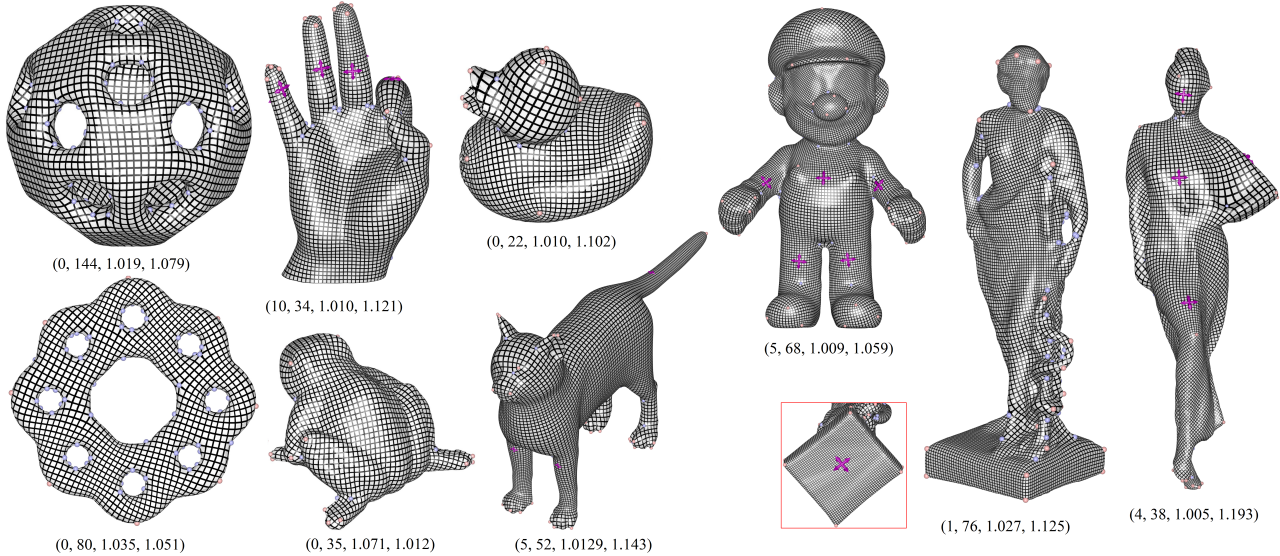 (0, 144, 1.019, 1.079)
(10, 34, 1.010, 1.121)
(0, 22, 1.010, 1.102)
(5, 68, 1.009, 1.059)
(0, 80, 1.035, 1.051)
(0, 35, 1.071, 1.012)
(5, 52, 1.0129, 1.143)
(1, 76, 1.027, 1.125)
(4, 38, 1.005, 1.193)